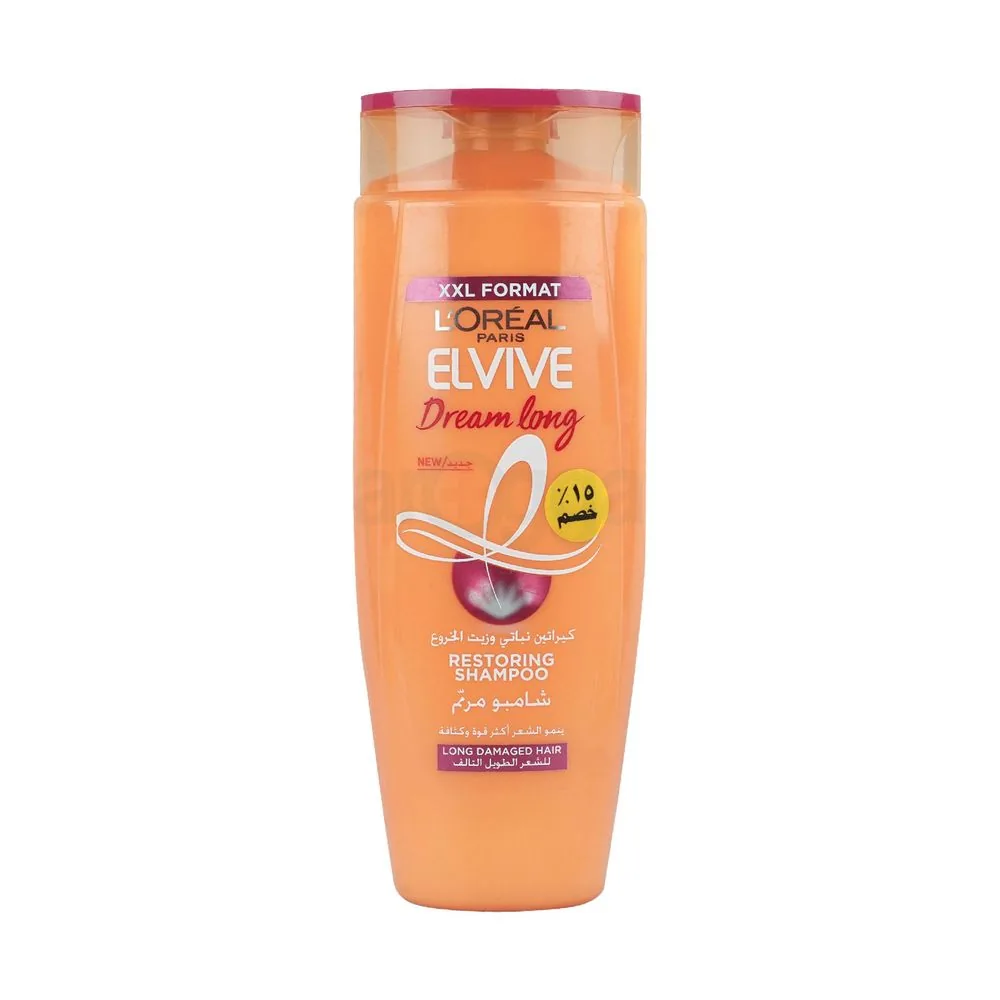 XXL FORMAT
L'ORÉAL
PARIS
ELVIVE
Dream long
NEW/جديد
٪١٥
خصم
كيراتين نباتي وزيت الخروع
RESTORING
SHAMPOO
شامبو مرمّم
ينمو الشعر أكثر قوة وكثافة
LONG DAMAGED HAIR
للشعر الطويل التالف